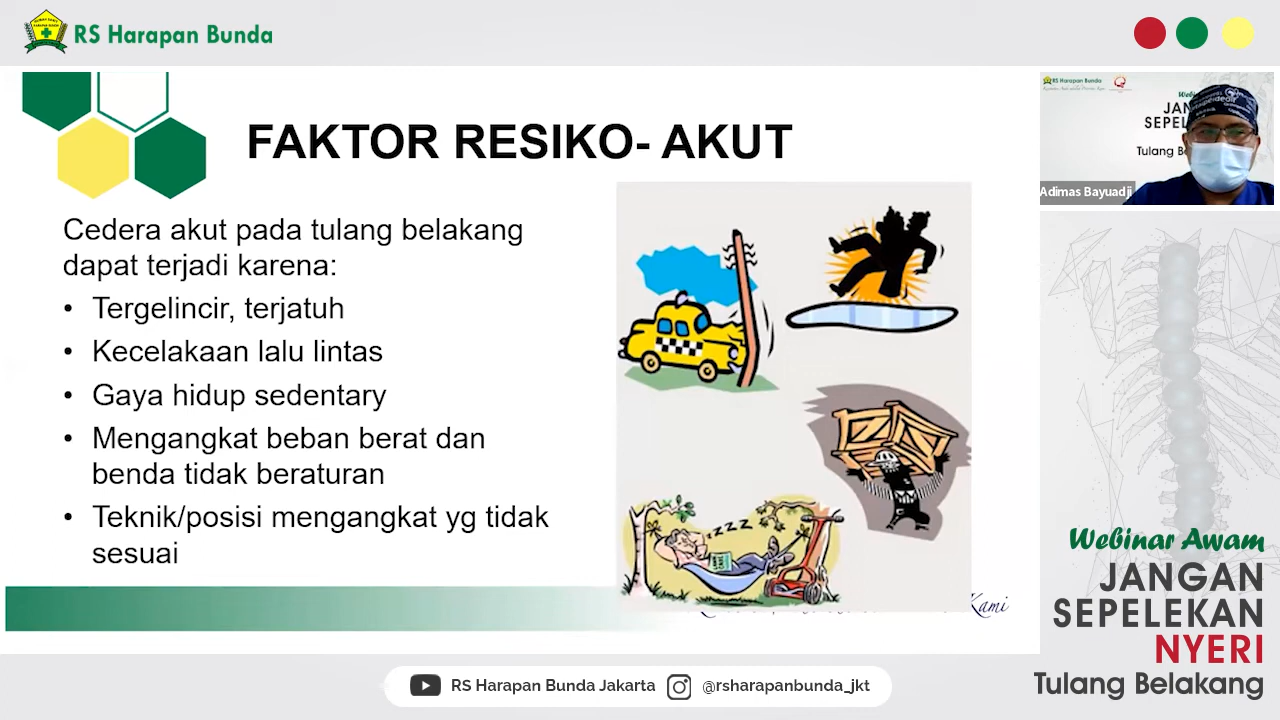 RS Harapan Bunda
FAKTOR RESIKO- AKUT
Cedera akut pada tulang belakang
dapat terjadi karena:
• Tergelincir, terjatuh
• Kecelakaan lalu lintas
• Gaya hidup sedentary
• Mengangkat beban berat dan
benda tidak beraturan
• Teknik/posisi mengangkat yg tidak
sesuai
zzz
Kami
RS Harapan Bunda
Tulang
Adimas Bayuadji
Webinar Awam
JANGAN
SEPELEKAN
NYERI
Tulang Belakang
RS Harapan Bunda Jakarta
@rsharapanbunda_jkt